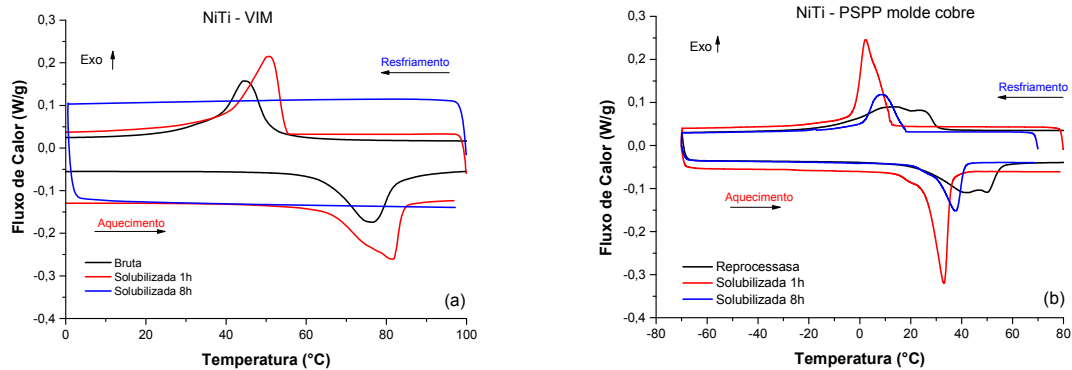 NiTi - VIM
Exo
Resfriamento
Fluxo de Calor (W/g)
0,3
0,2
0,1
0,0
-0,1
-0,2
-0,3
0,4
Aquecimento
Bruta
Solubilizada 1h
Solubilizada 8h
(a)
0 20 40 60 80 100
Temperatura (°C)
NiTi - PSPP molde cobre
Exo
Resfriamento
Fluxo de Calor (W/g)
0,3
0,2
0,1
0,0
-0,1
-0,2
-0,3
-0,4
Aquecimento
Reprocessasa
Solubilizada 1h
Solubilizada 8h
(b)
-80 -60 -40 -20 0 20 40 60 80
Temperatura (°C)